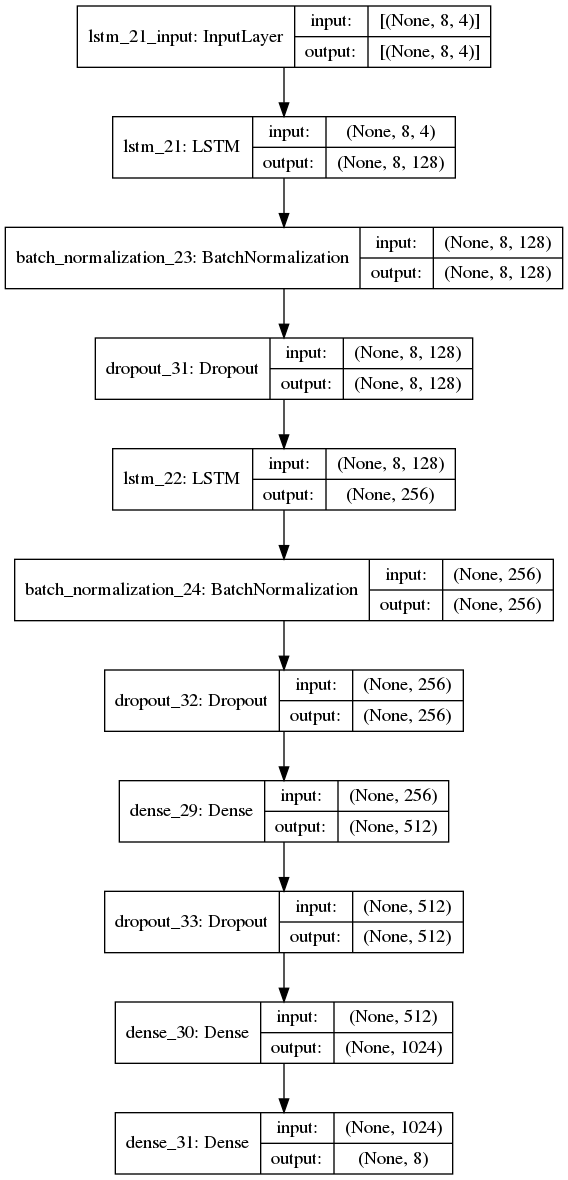 lstm_21_input: InputLayer
input: [(None, 8, 4)]
output: [(None, 8, 4)]
lstm_21: LSTM
input: (None, 8, 4)
output: (None, 8, 128)
batch_normalization_23: BatchNormalization
input: (None, 8, 128)
output: (None, 8, 128)
dropout_31: Dropout
input: (None, 8, 128)
output: (None, 8, 128)
lstm_22: LSTM
input: (None, 8, 128)
output: (None, 256)
batch_normalization_24: BatchNormalization
input: (None, 256)
output: (None, 256)
dropout_32: Dropout
input: (None, 256)
output: (None, 256)
dense_29: Dense
input: (None, 256)
output: (None, 512)
dropout_33: Dropout
input: (None, 512)
output: (None, 512)
dense_30: Dense
input: (None, 512)
output: (None, 1024)
dense_31: Dense
input: (None, 1024)
output: (None, 8)